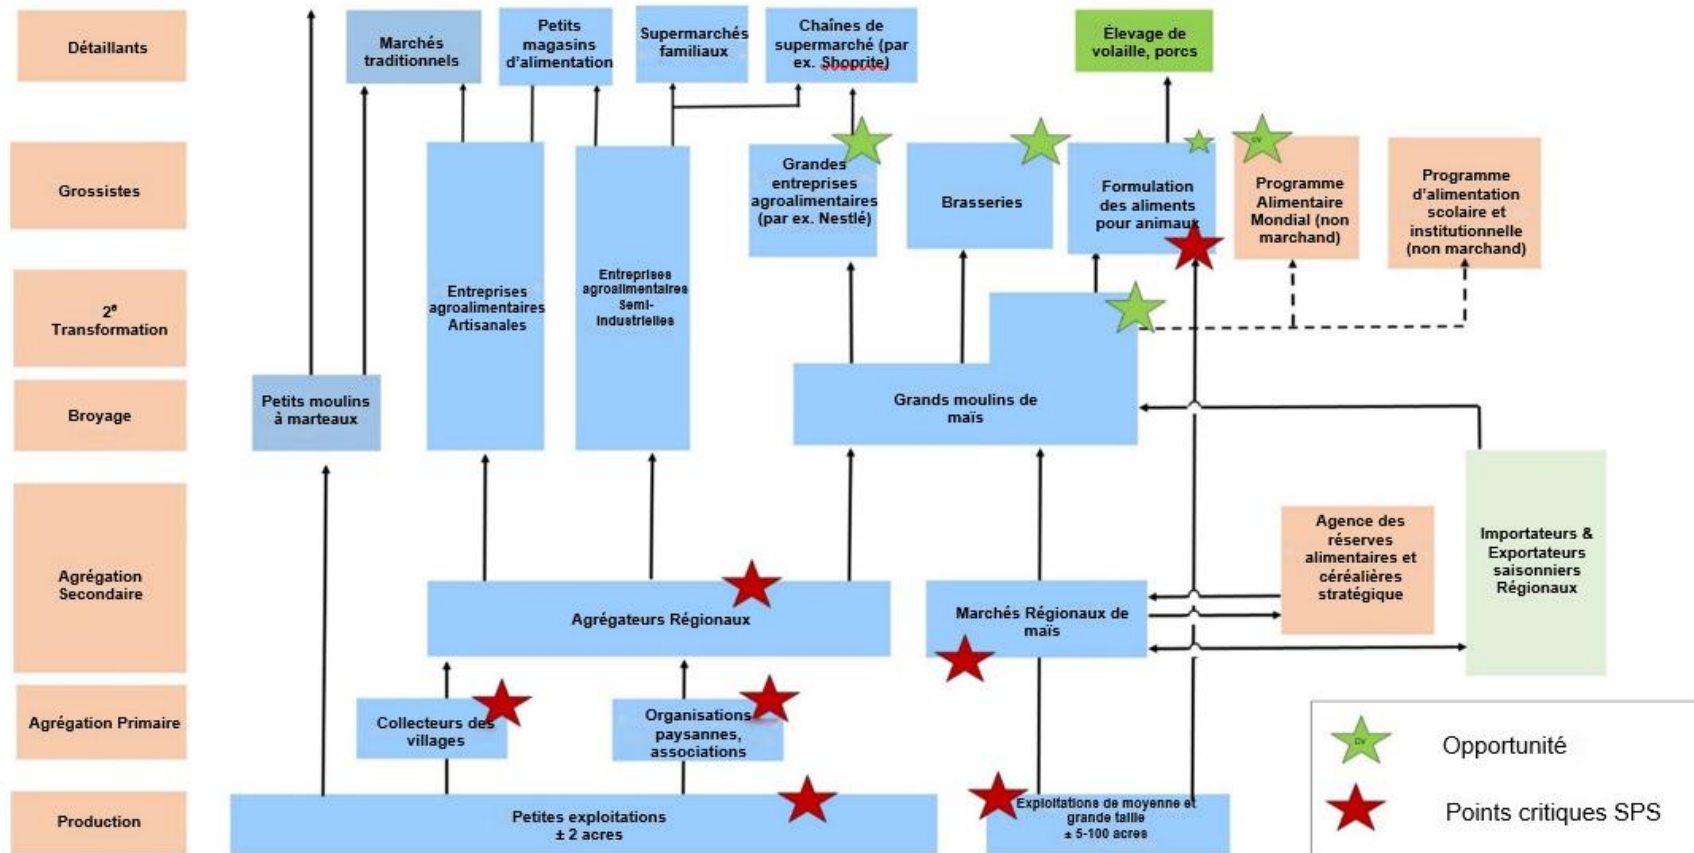 Détaillants
Marchés
traditionnels
Petits
magasins
d'alimentation
Supermarchés
familiaux
Chaînes de
supermarché (par
ex. Shoprite)
Élevage de
volaille, porcs
Grossistes
Grandes
entreprises
agroalimentaires
(par ex. Nestlé)
Brasseries
Formulation
des aliments
pour animaux
CV
Programme
Alimentaire
Mondial (non
marchand)
Programme
d'alimentation
scolaire et
institutionnelle
(non marchand)
2e
Transformation
Entreprises
agroalimentaires
Artisanales
Entreprises
agroalimentaires
Semi-
Industrielles
Broyage
Petits moulins
à marteaux
Grands moulins de
maïs
Agrégation
Secondaire
Agrégateurs Régionaux
Marchés Régionaux de
maïs
Agence des
réserves
alimentaires et
céréalières
stratégique
Importateurs &
Exportateurs
saisonniers
Régionaux
Agrégation Primaire
Collecteurs des
villages
Organisations
paysannes,
associations
Production
Petites exploitations
± 2 acres
Exploitations de moyenne et
grande taille
± 5-100 acres
CV
Opportunité
Points critiques SPS